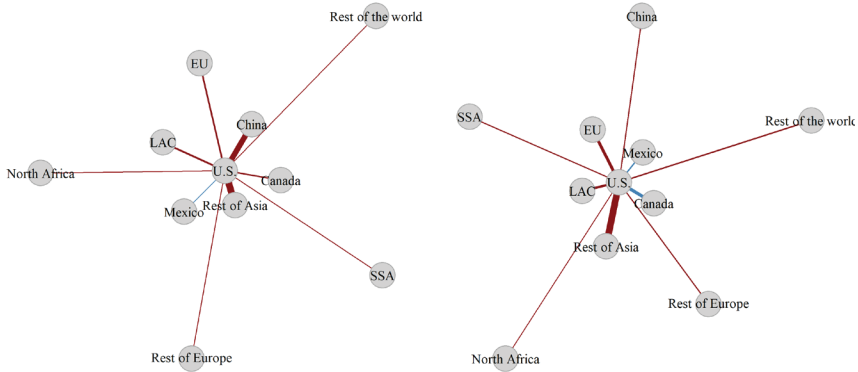 Rest of the world
EU
China
LAC
North Africa
U.S.
Canada
Mexico
Rest of Asia
SSA
Rest of Europe
China
SSA
Rest of the world
EU
Mexico
U.S.
LAC
Canada
Rest of Asia
Rest of Europe
North Africa